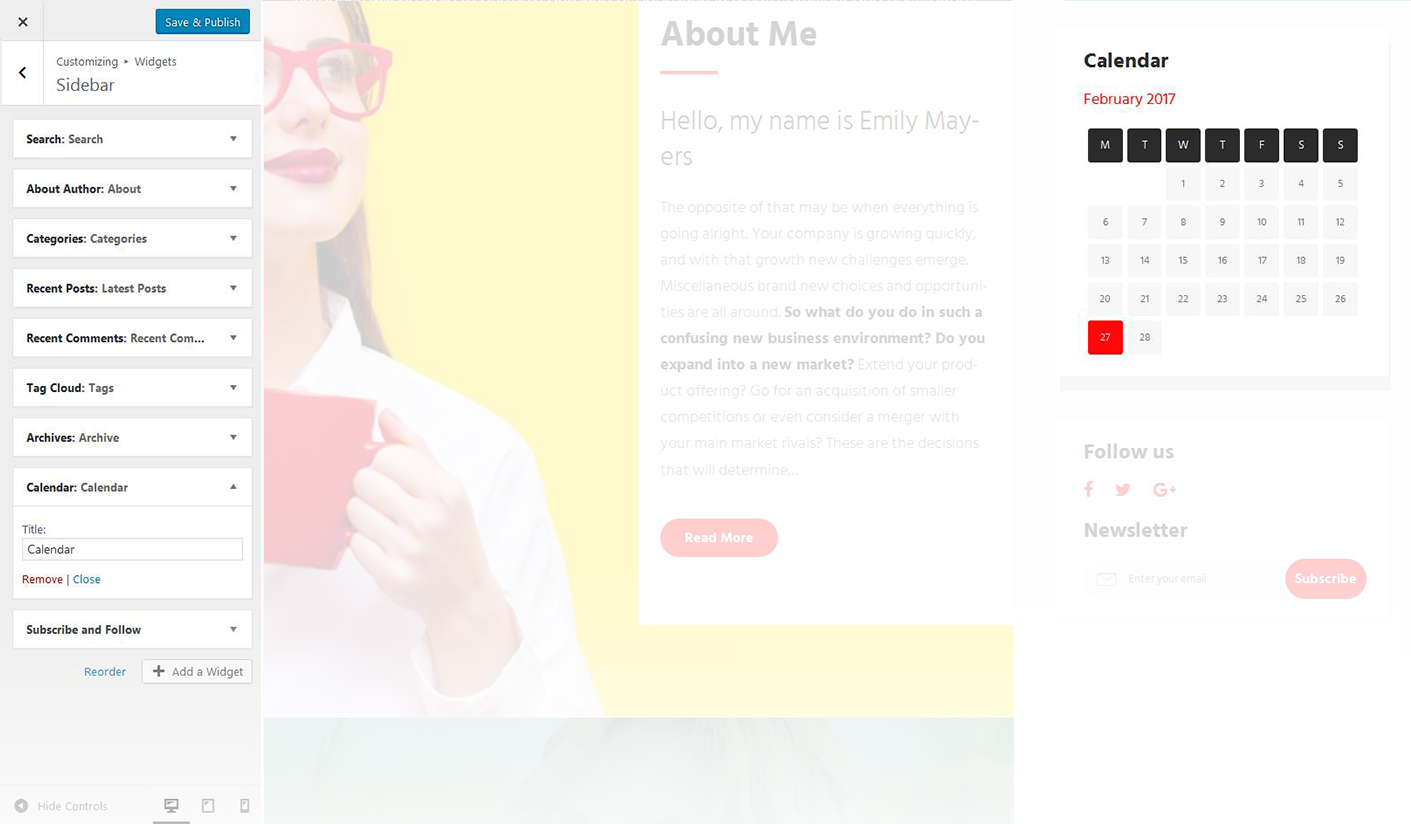 Save & Publish
Customizing ▸ Widgets
Sidebar
Search: Search
About Author: About
Categories: Categories
Recent Posts: Latest Posts
Recent Comments: Recent Com...
Tag Cloud: Tags
Archives: Archive
Calendar: Calendar
Title:
Calendar
Remove | Close
Subscribe and Follow
Reorder
Add a Widget
Hide Controls
About Me
Hello, my name is Emily May-
ers
The opposite of that may be when everything is
going alright. Your company is growing quickly,
and with that growth new challenges emerge.
Miscellaneous brand new choices and opportuni-
ties are all around. So what do you do in such a
confusing new business environment? Do you
expand into a new market? Extend your prod-
uct offering? Go for an acquisition of smaller
competitions or even consider a merger with
your main market rivals? These are the decisions
that will determine...
Read More
Calendar
February 2017
M T W T F S S
1 2 3 4 5
6 7 8 9 10 11 12
13 14 15 16 17 18 19
20 21 22 23 24 25 26
27 28
Follow us
Newsletter
Enter your email
Subscribe